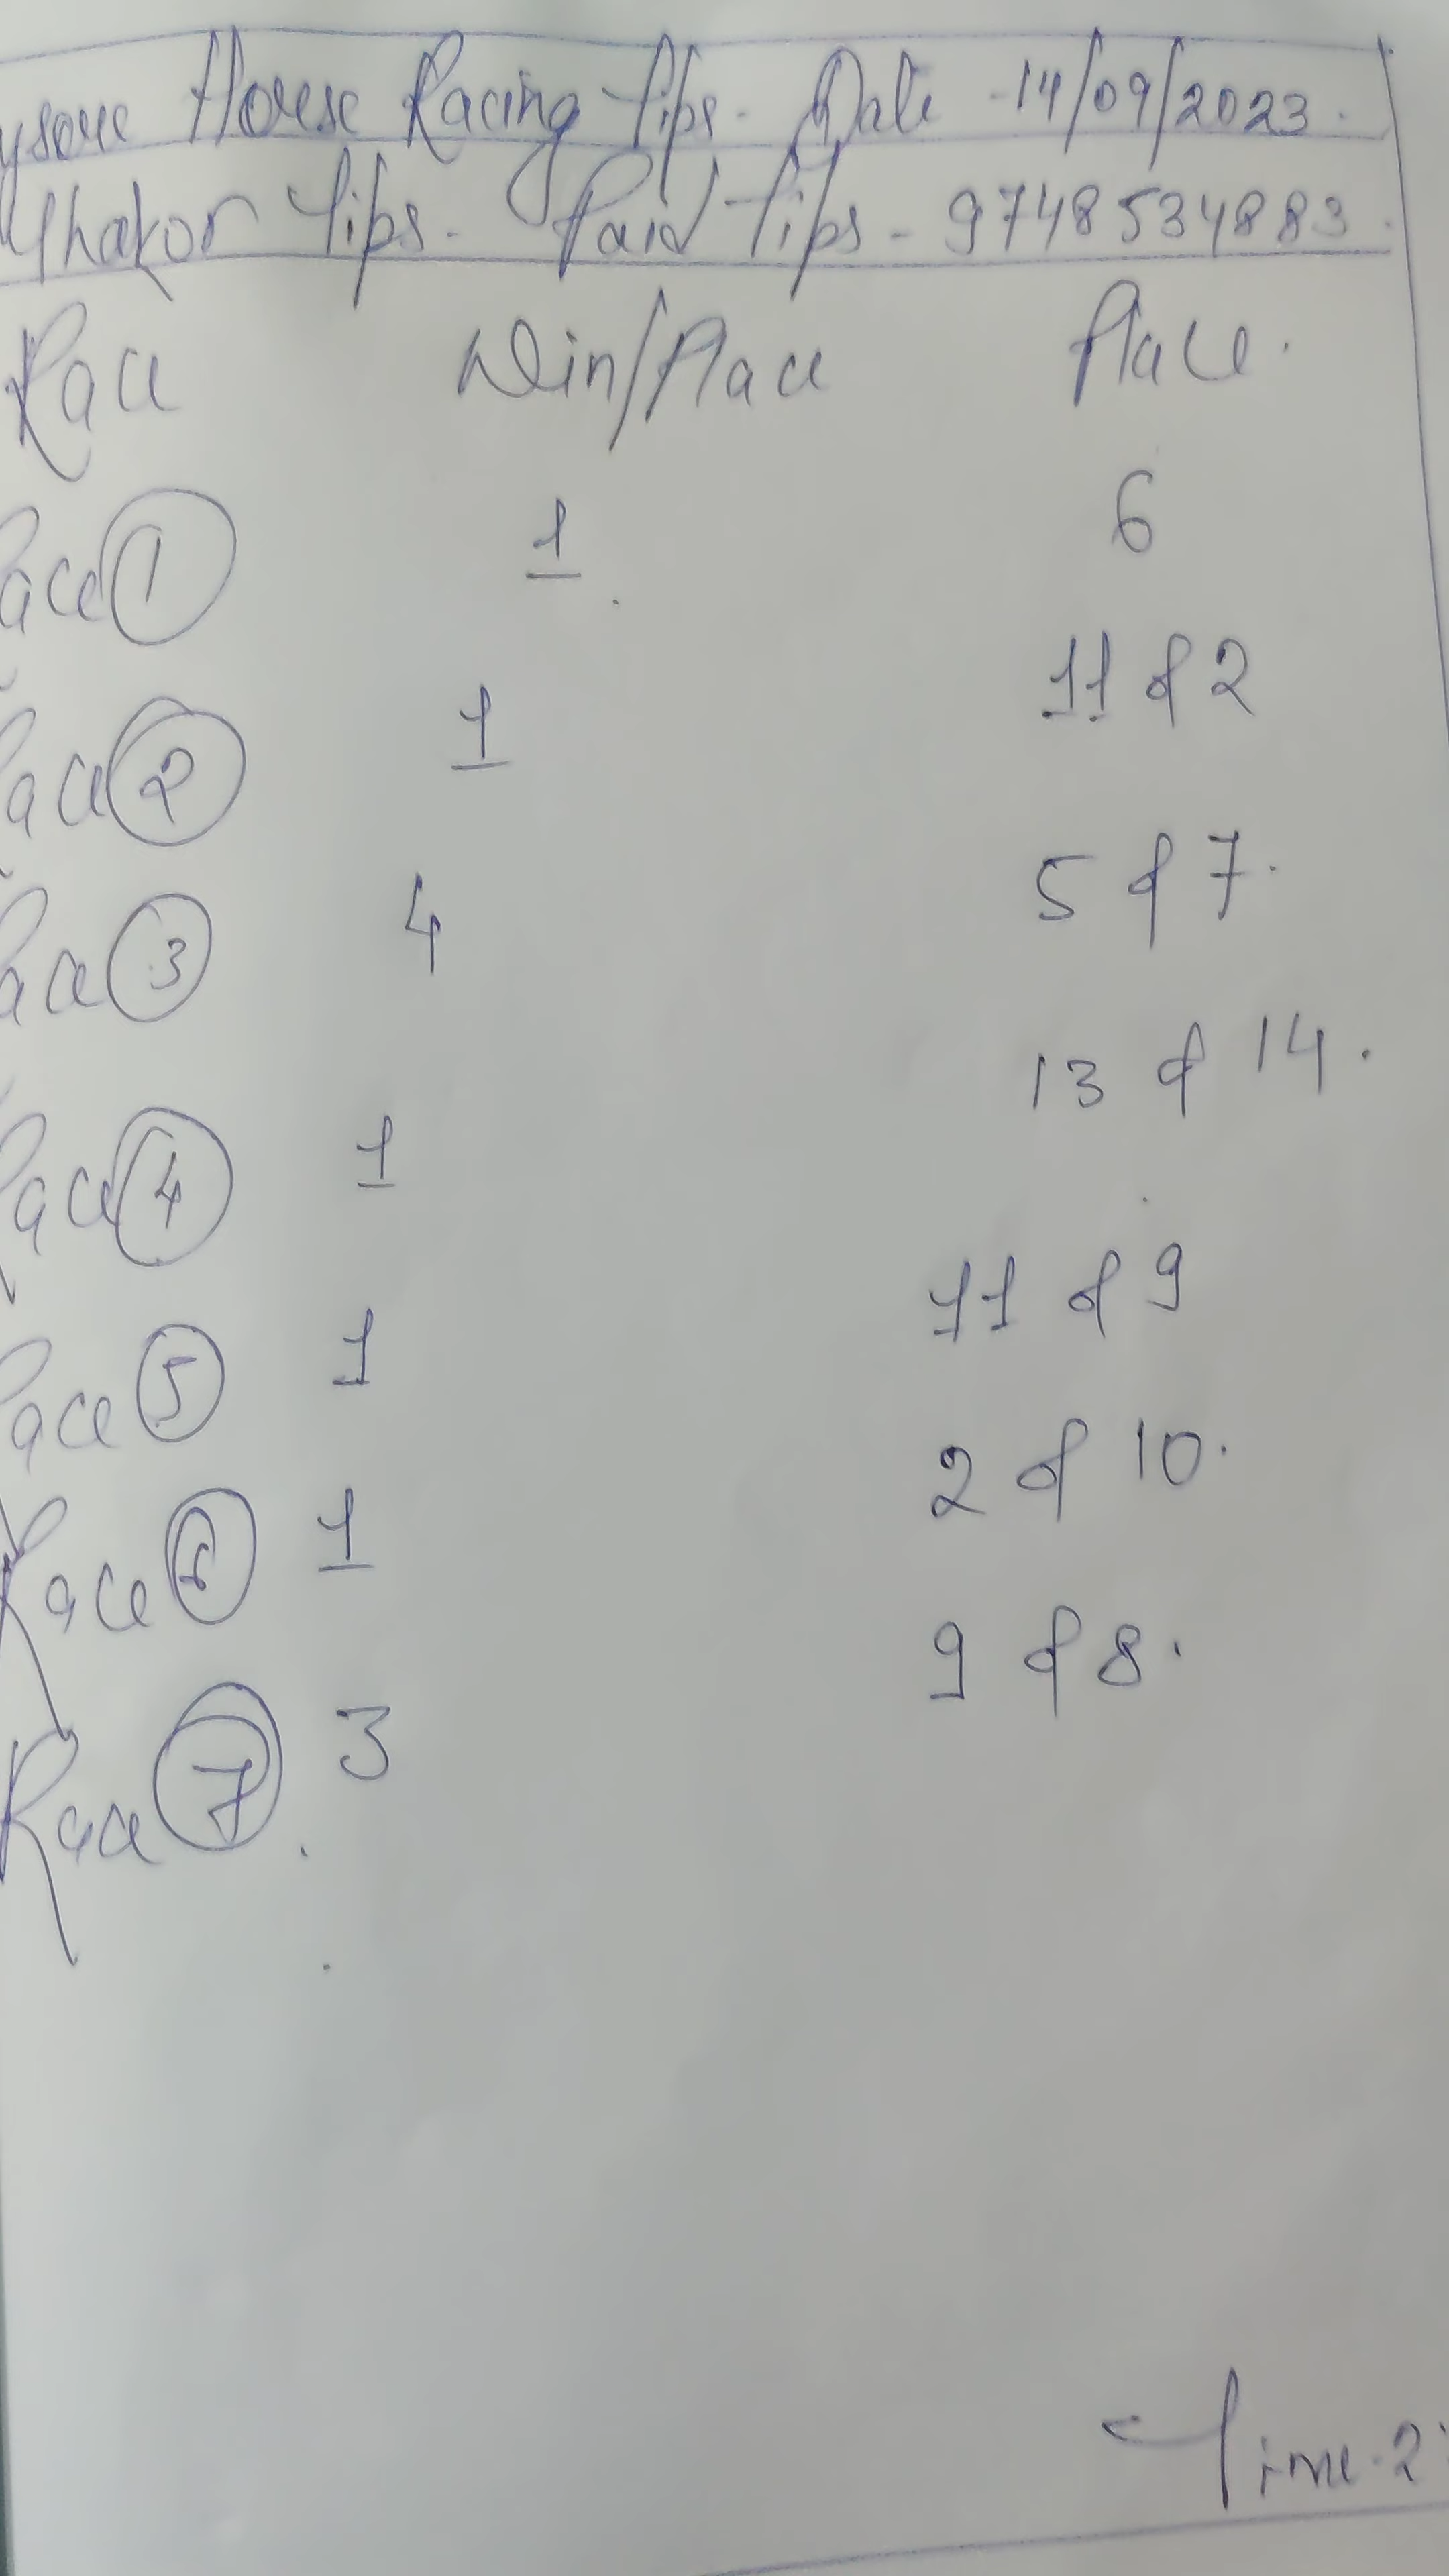 ysore Horse Racing Tips. Date -14/09/2023.
Thakor Tips. Paid Tips - 9748534883.
Race Win/Place Place.
Race 1 1 6
Race 2 1 11 & 2
Race 3 4 5 & 7.
Race 4 1 13 & 14.
Race 5 1 11 & 9
Race 6 1 2 & 10.
Race 7. 3 9 & 8.
Time-2